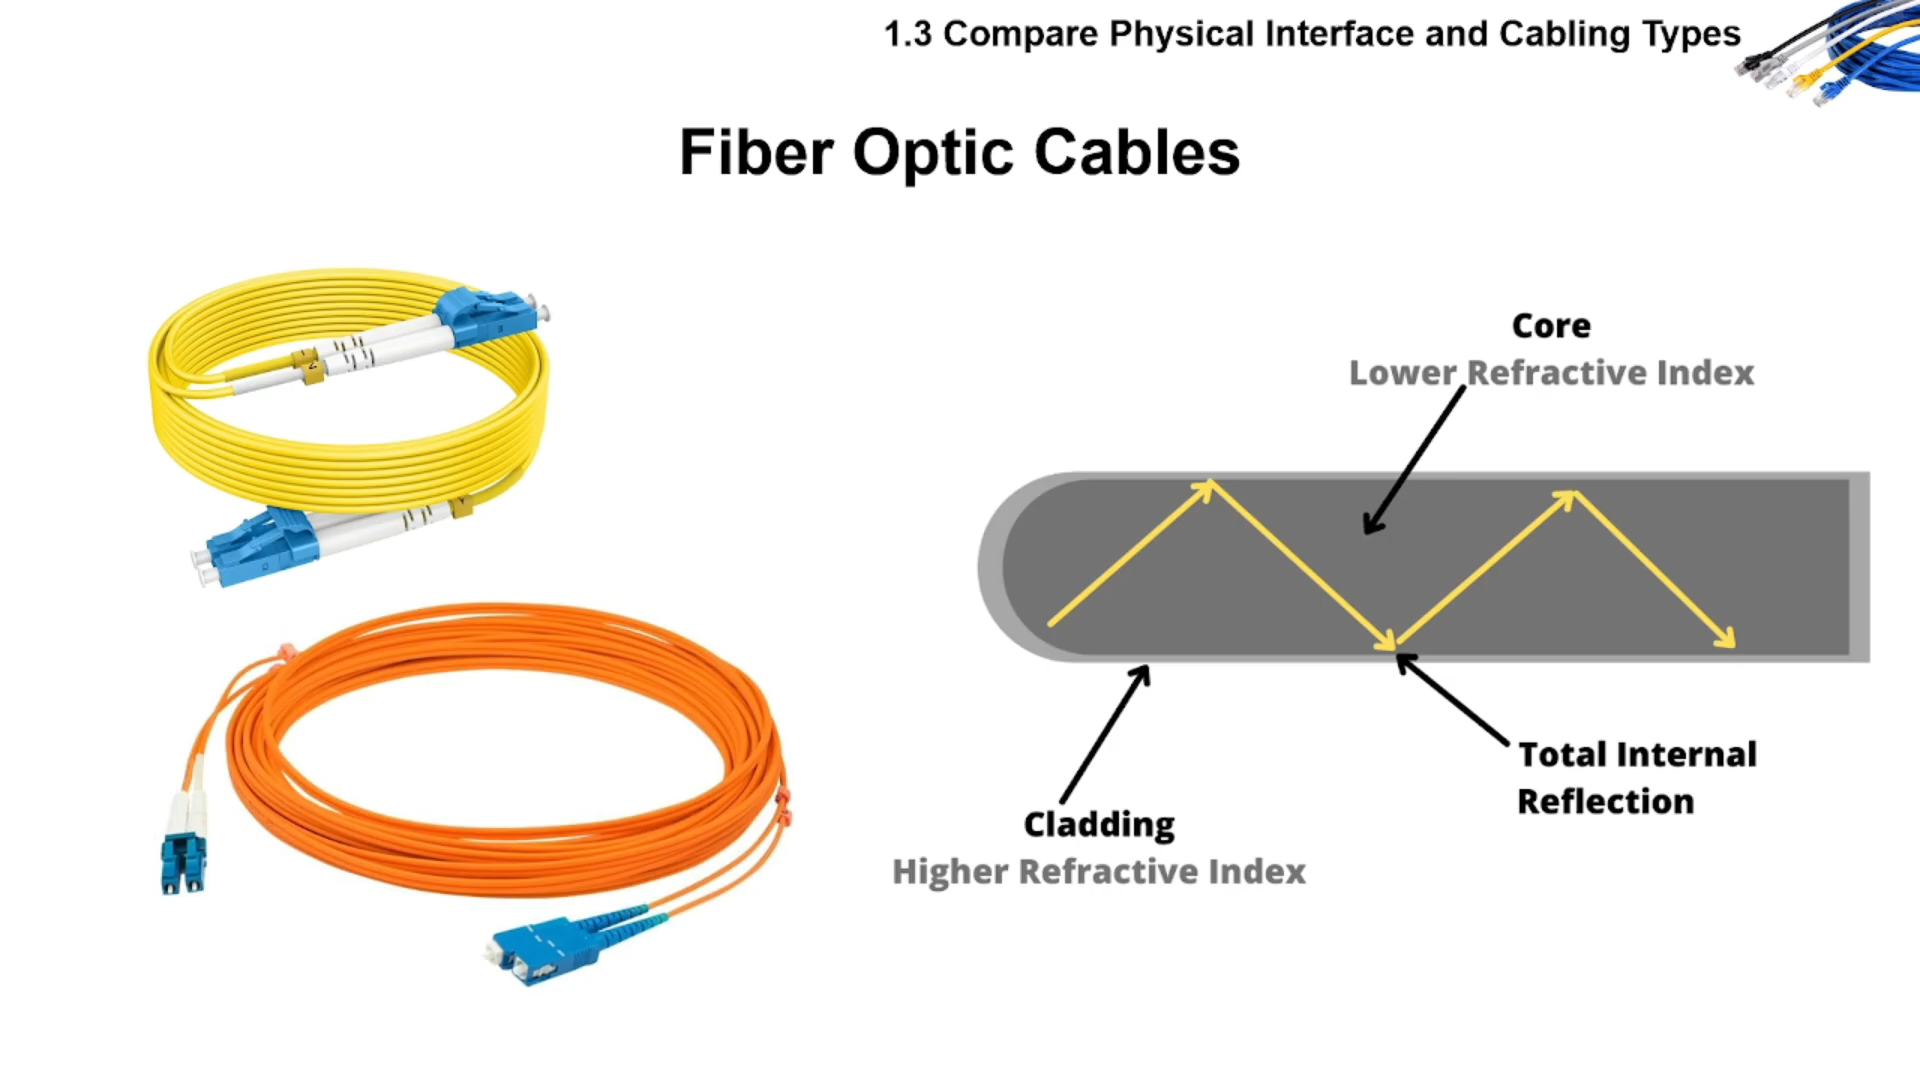 1.3 Compare Physical Interface and Cabling Types
Fiber Optic Cables
Core
Lower Refractive Index
Total Internal
Reflection
Cladding
Higher Refractive Index